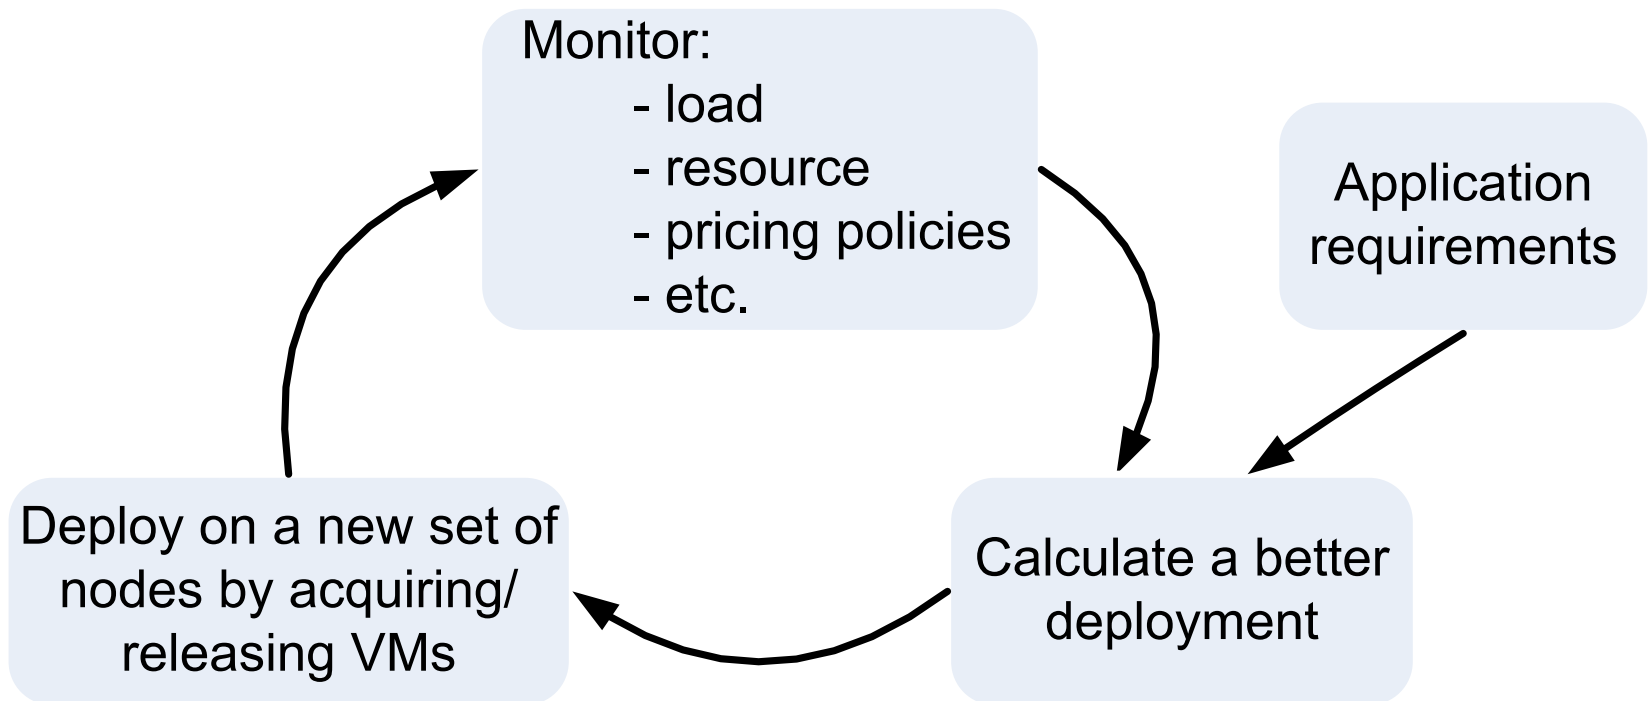 Monitor:
- load
- resource
- pricing policies
- etc.
Application
requirements
Calculate a better
deployment
Deploy on a new set of
nodes by acquiring/
releasing VMs